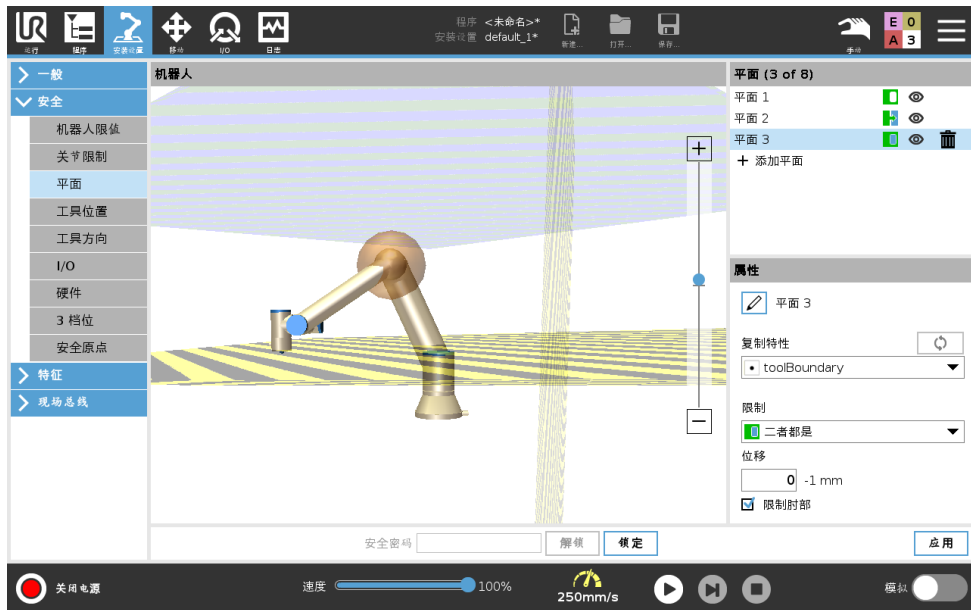 UR
运行
程序
安装设置
移动
I/O
日志
程序 <未命名>*
安装设置 default_1*
新建...
打开...
保存...
手动
E 0
A 3
一般
安全
机器人限值
关节限制
平面
工具位置
工具方向
I/O
硬件
3 档位
安全原点
特征
现场总线
机器人
平面 (3 of 8)
平面 1
平面 2
平面 3
添加平面
属性
平面 3
复制特性
toolBoundary
限制
二者都是
位移
0 -1 mm
限制肘部
安全密码
解锁
锁定
应用
关闭电源
速度
100%
250mm/s
模拟